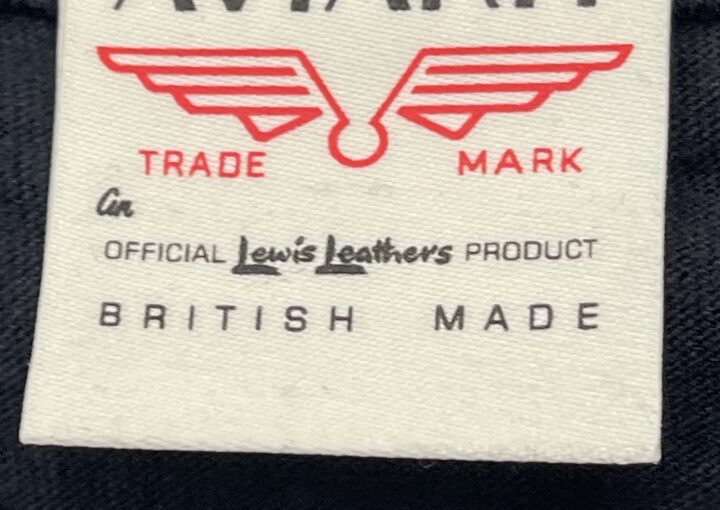 TRADE MARK
An
OFFICIAL Lewis Leathers PRODUCT
BRITISH MADE